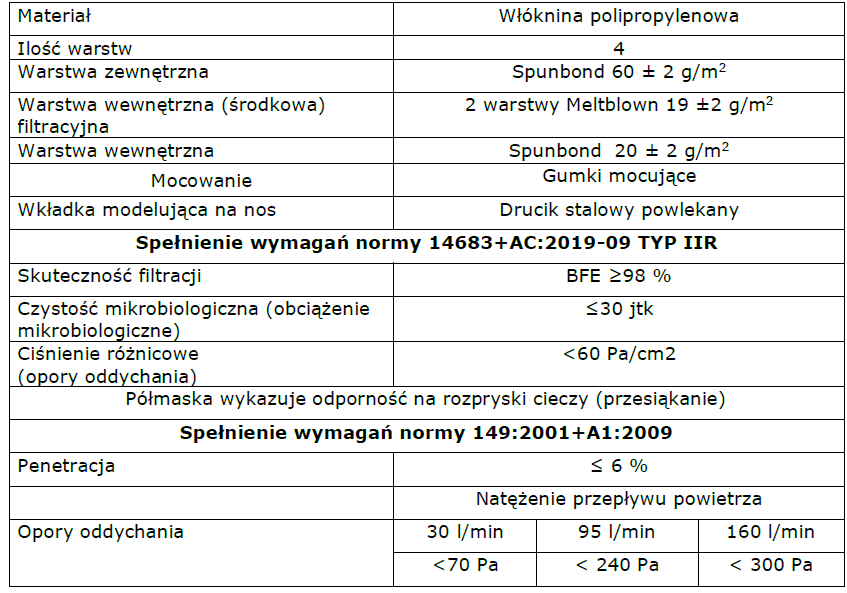 Materiał
Włóknina polipropylenowa
Ilość warstw
4
Warstwa zewnętrzna
Spunbond 60 ± 2 g/m²
Warstwa wewnętrzna (środkowa)
filtracyjna
2 warstwy Meltblown 19 ±2 g/m²
Warstwa wewnętrzna
Spunbond  20 ± 2 g/m²
Mocowanie
Gumki mocujące
Wkładka modelująca na nos
Drucik stalowy powlekany
Spełnienie wymagań normy 14683+AC:2019-09 TYP IIR
Skuteczność filtracji
BFE ≥98 %
Czystość mikrobiologiczna (obciążenie
mikrobiologiczne)
≤30 jtk
Ciśnienie różnicowe
(opory oddychania)
<60 Pa/cm2
Półmaska wykazuje odporność na rozpryski cieczy (przesiąkanie)
Spełnienie wymagań normy 149:2001+A1:2009
Penetracja
≤ 6 %
Natężenie przepływu powietrza
Opory oddychania
30 l/min
95 l/min
160 l/min
<70 Pa
< 240 Pa
< 300 Pa